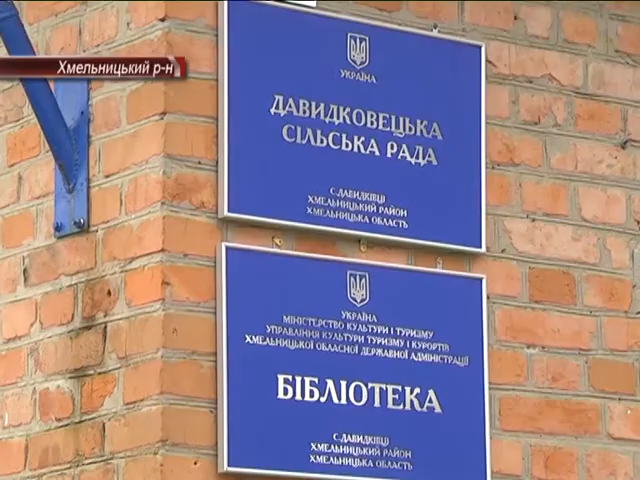 Хмельницький р-н
УКРАЇНА
ДАВИДКОВЕЦЬКА
СІЛЬСЬКА РАДА
С.ДАВИДКІВЦІ
ХМЕЛЬНИЦЬКИЙ РАЙОН
ХМЕЛЬНИЦЬКА ОБЛАСТЬ
УКРАЇНА
МІНІСТЕРСТВО КУЛЬТУРИ І ТУРИЗМУ
УПРАВЛІННЯ КУЛЬТУРИ ТУРИЗМУ І КУРОРТІВ
ХМЕЛЬНИЦЬКОЇ ОБЛАСНОЇ ДЕРЖАВНОЇ АДМІНІСТРАЦІЇ
БІБЛІОТЕКА
С.ДАВИДКІВЦІ
ХМЕЛЬНИЦЬКИЙ РАЙОН
ХМЕЛЬНИЦЬКА ОБЛАСТЬ